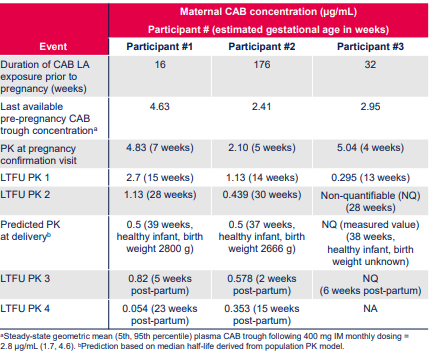 Maternal CAB concentration (µg/mL)
Participant # (estimated gestational age in weeks)
Event Participant #1 Participant #2 Participant #3
Duration of CAB LA exposure prior to pregnancy (weeks) 16 176 32
Last available pre-pregnancy CAB trough concentrationᵃ 4.63 2.41 2.95
PK at pregnancy confirmation visit 4.83 (7 weeks) 2.10 (5 weeks) 5.04 (4 weeks)
LTFU PK 1 2.7 (15 weeks) 1.13 (14 weeks) 0.295 (13 weeks)
LTFU PK 2 1.13 (28 weeks) 0.439 (30 weeks) Non-quantifiable (NQ) (28 weeks)
Predicted PK at deliveryᵇ 0.5 (39 weeks, healthy infant, birth weight 2800 g) 0.5 (37 weeks, healthy infant, birth weight 2666 g) NQ (measured value) (38 weeks, healthy infant, birth weight unknown)
LTFU PK 3 0.82 (5 weeks post-partum) 0.578 (2 weeks post-partum) NQ (6 weeks post-partum)
LTFU PK 4 0.054 (23 weeks post-partum) 0.353 (15 weeks post-partum) NA
ᵃSteady-state geometric mean (5th, 95th percentile) plasma CAB trough following 400 mg IM monthly dosing =
2.8 µg/mL (1.7, 4.6). ᵇPrediction based on median half-life derived from population PK model.